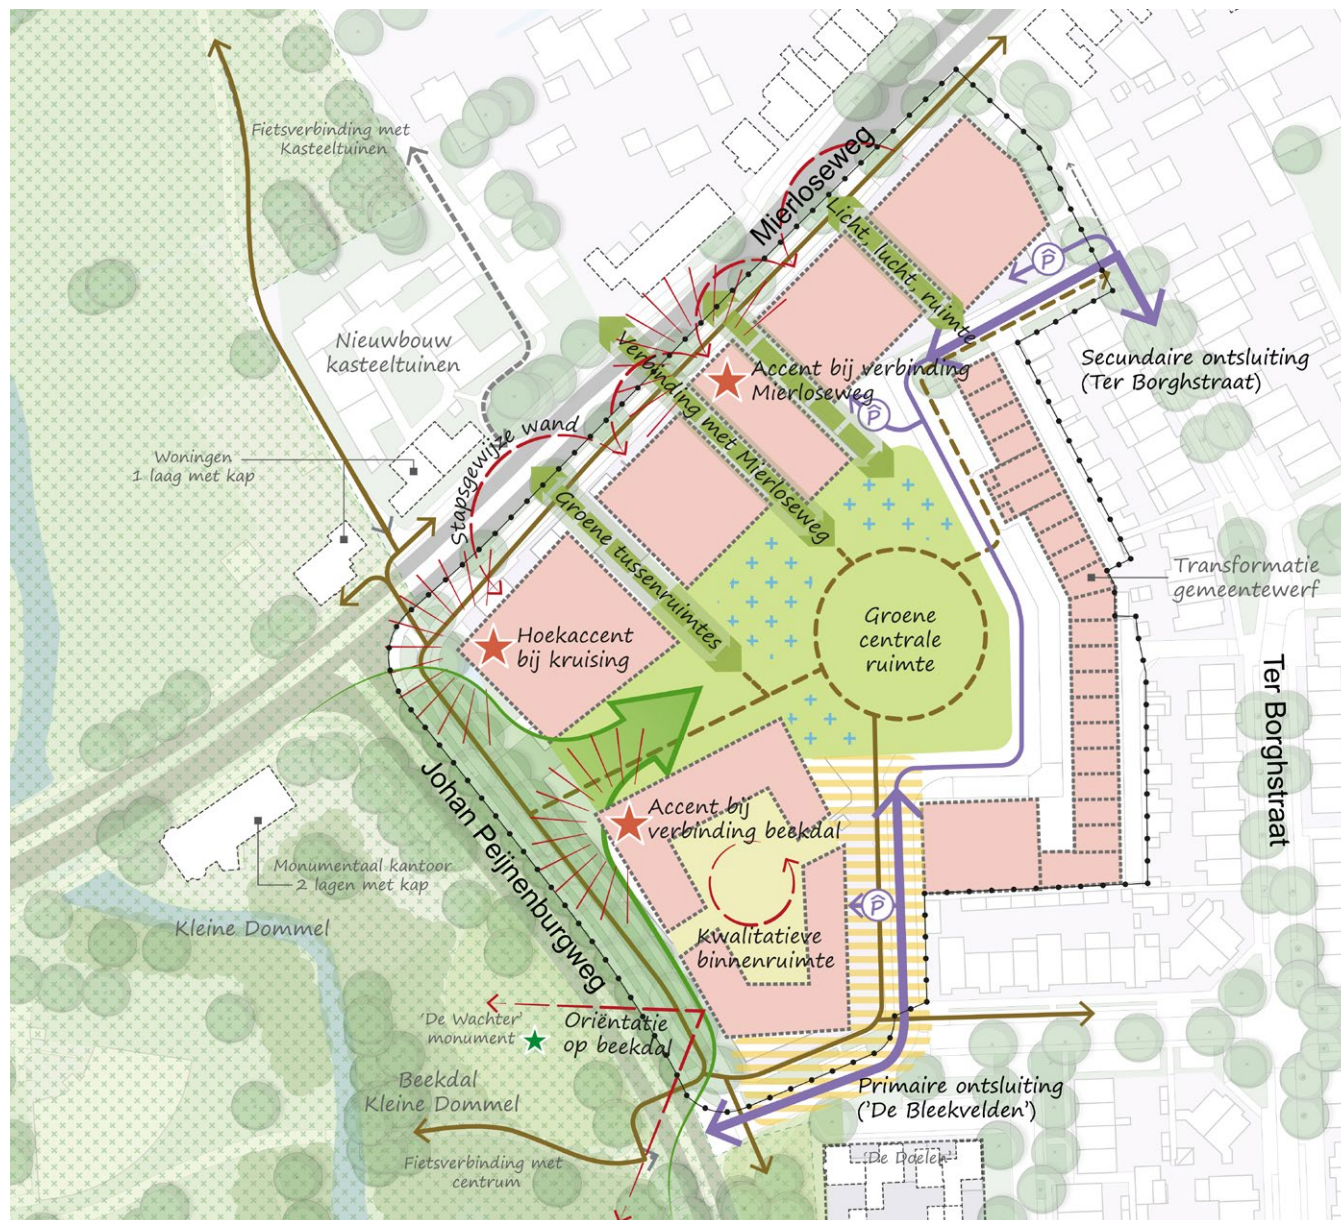 Fietsverbinding met
Kasteeltuinen
Mierloseweg
Licht, lucht, ruimte
P
Nieuwbouw
kasteeltuinen
Verbinding met Mierloseweg
Accent bij verbinding
Mierloseweg
P
Secundaire ontsluiting
(Ter Borghstraat)
Stapsgewijze wand
Woningen
1 laag met kap
Groene tussenruimtes
Transformatie
gemeentewerf
Groene
centrale
ruimte
Hoekaccent
bij kruising
Ter Borghstraat
Johan Peijnenburgweg
Accent bij
verbinding beekdal
Monumentaal kantoor
2 lagen met kap
P
Kleine Dommel
Kwalitatieve
binnenruimte
'De Wachter'
monument
Oriëntatie
op beekdal
Beekdal
Kleine Dommel
Primaire ontsluiting
('De Bleekvelden')
Fietsverbinding met
centrum
'De Doelen'